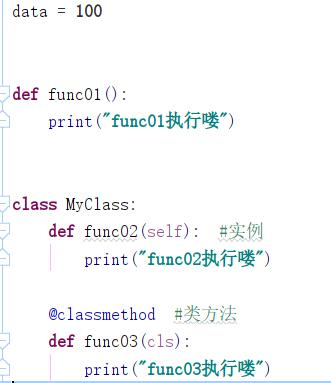 data = 100
def func01():
print("func01执行喽")
class MyClass:
def func02(self):  #实例
print("func02执行喽")
@classmethod  #类方法
def func03(cls):
print("func03执行喽")